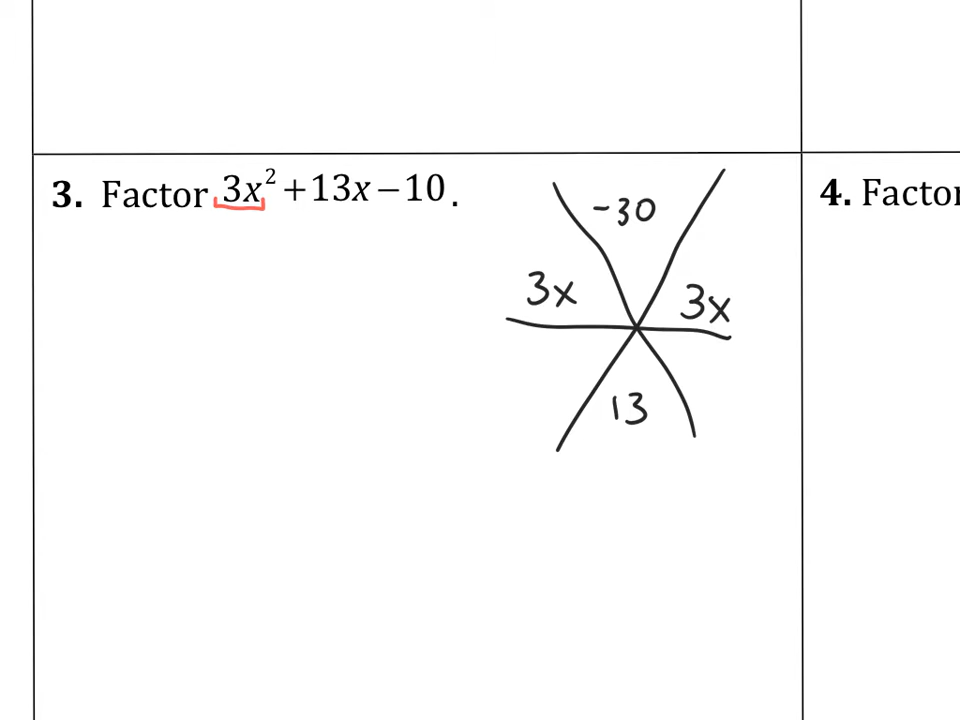 3. Factor 3x² + 13x − 10.
4. Factor
-30
3x 3x
13